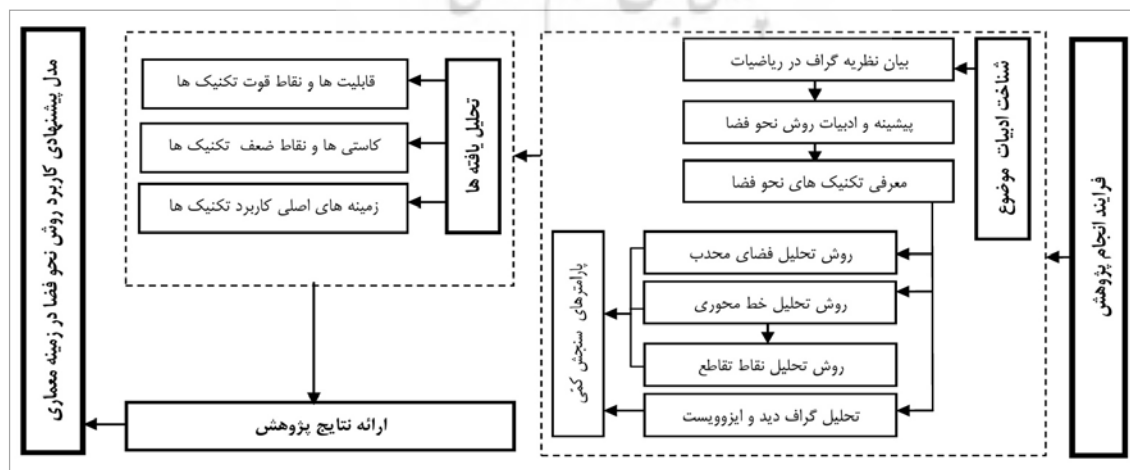 فرایند انجام پژوهش
شناخت ادبیات موضوع
بیان نظریه گراف در ریاضیات
پیشینه و ادبیات روش نحو فضا
معرفی تکنیک های نحو فضا
روش تحلیل فضای محدب
روش تحلیل خط محوری
روش تحلیل نقاط تقاطع
تحلیل گراف دید و ایزوویست
پارامترهای سنجش کمّی
تحلیل یافته ها
قابلیت ها و نقاط قوت تکنیک ها
کاستی ها و نقاط ضعف تکنیک ها
زمینه های اصلی کاربرد تکنیک ها
ارائه نتایج پژوهش
مدل پیشنهادی کاربرد روش نحو فضا در زمینه معماری